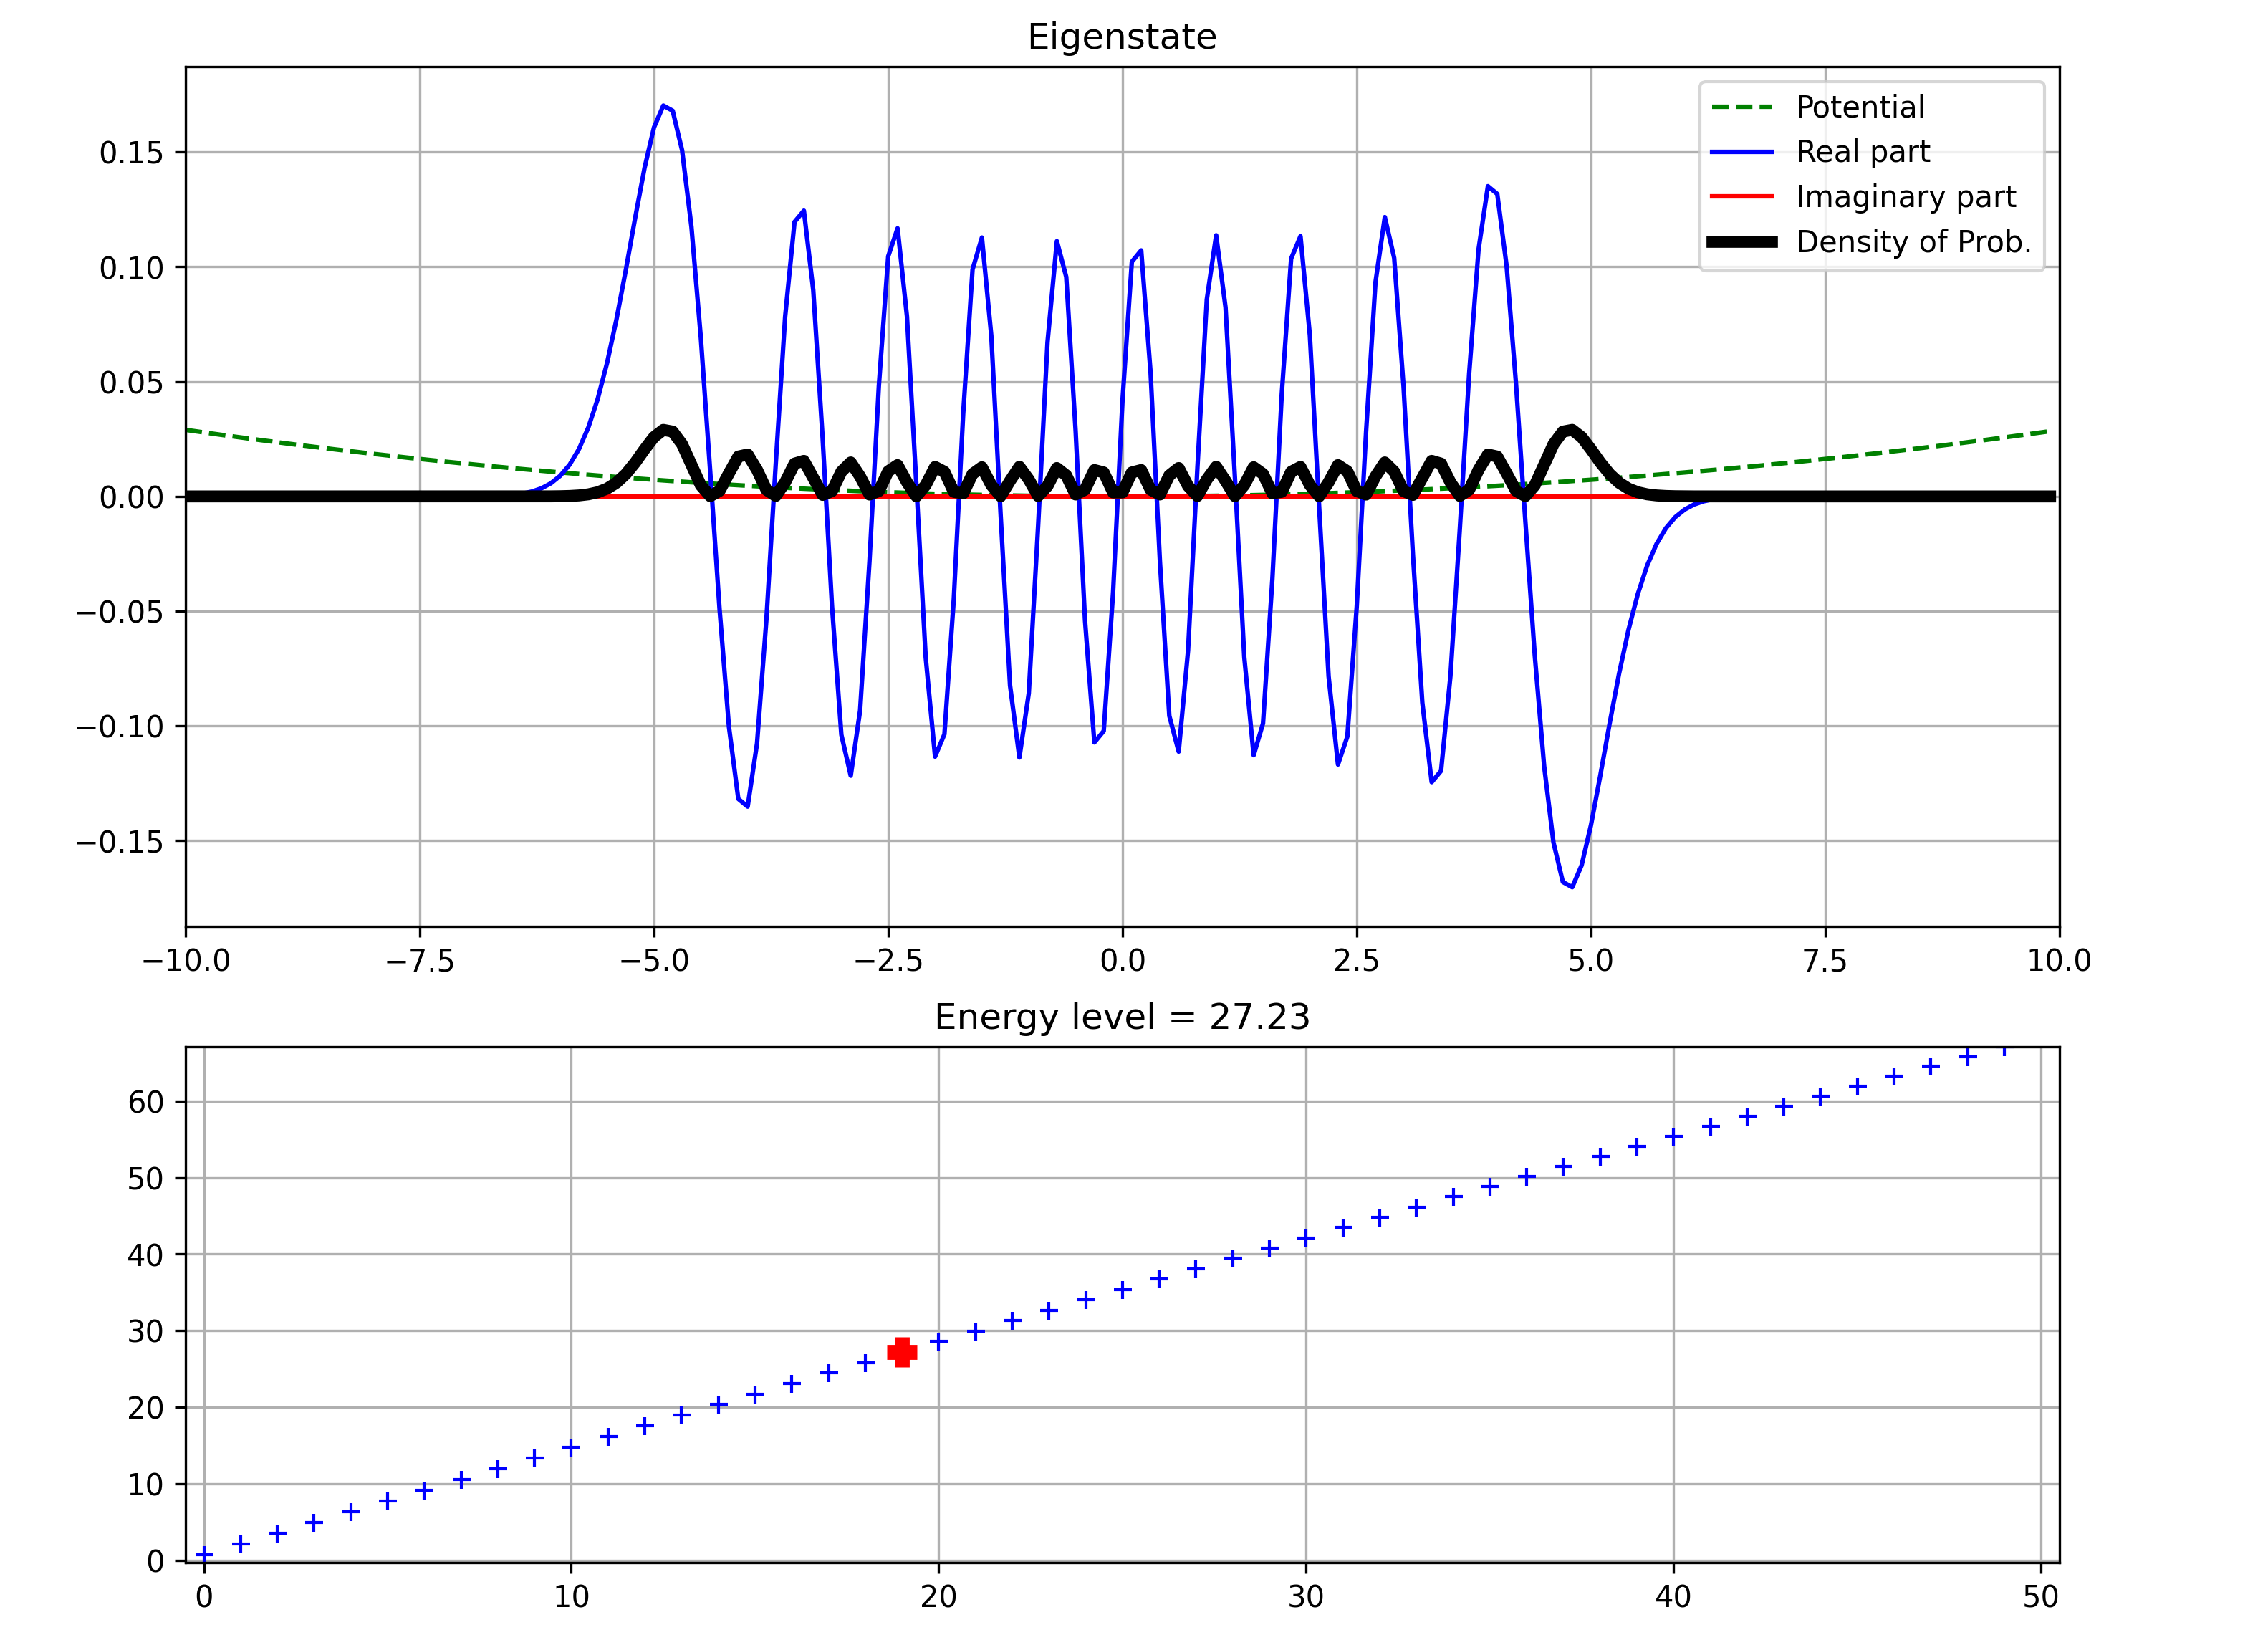 Eigenstate
Potential
Real part
Imaginary part
Density of Prob.
0.15
0.10
0.05
0.00
−0.05
−0.10
−0.15
−10.0 −7.5 −5.0 −2.5 0.0 2.5 5.0 7.5 10.0
Energy level = 27.23
60
50
40
30
20
10
0
0 10 20 30 40 50